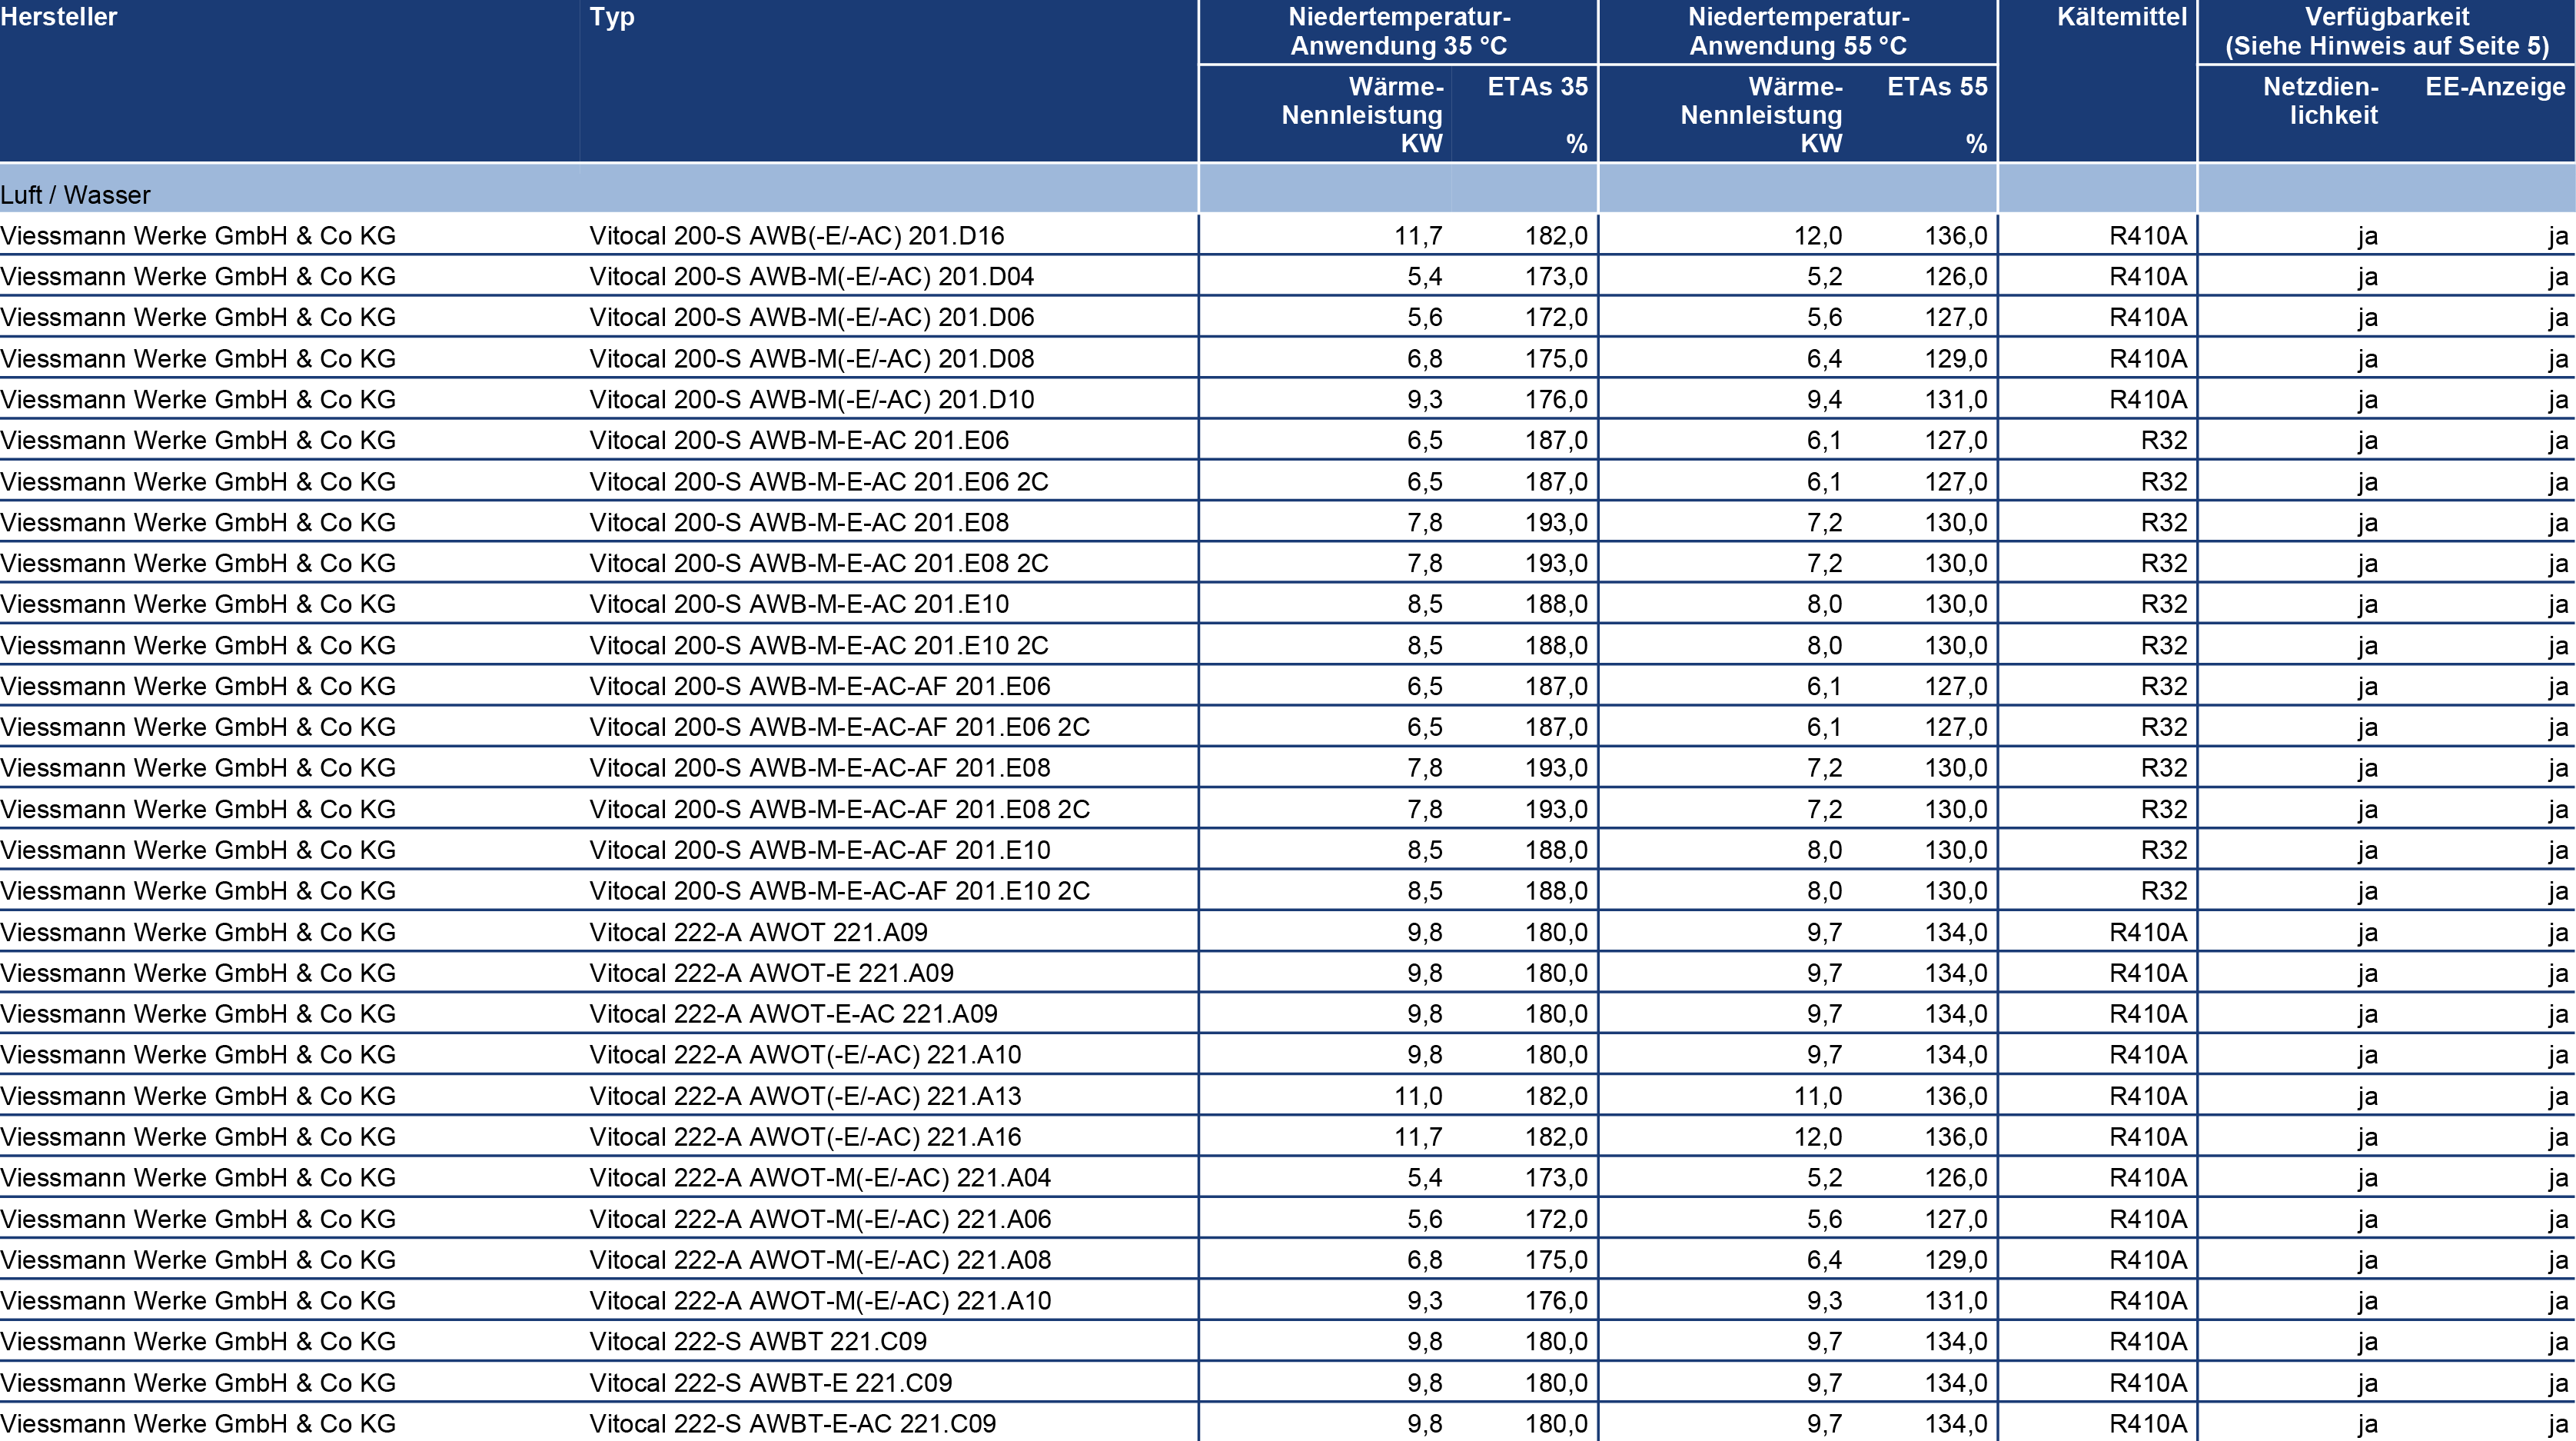 Hersteller Typ Niedertemperatur- Niedertemperatur- Kältemittel Verfügbarkeit
Anwendung 35 °C Anwendung 55 °C (Siehe Hinweis auf Seite 5)
Wärme- ETAs 35 Wärme- ETAs 55 Netzdien- EE-Anzeige
Nennleistung Nennleistung lichkeit
KW % KW %
Luft / Wasser
Viessmann Werke GmbH & Co KG Vitocal 200-S AWB(-E/-AC) 201.D16 11,7 182,0 12,0 136,0 R410A ja ja
Viessmann Werke GmbH & Co KG Vitocal 200-S AWB-M(-E/-AC) 201.D04 5,4 173,0 5,2 126,0 R410A ja ja
Viessmann Werke GmbH & Co KG Vitocal 200-S AWB-M(-E/-AC) 201.D06 5,6 172,0 5,6 127,0 R410A ja ja
Viessmann Werke GmbH & Co KG Vitocal 200-S AWB-M(-E/-AC) 201.D08 6,8 175,0 6,4 129,0 R410A ja ja
Viessmann Werke GmbH & Co KG Vitocal 200-S AWB-M(-E/-AC) 201.D10 9,3 176,0 9,4 131,0 R410A ja ja
Viessmann Werke GmbH & Co KG Vitocal 200-S AWB-M-E-AC 201.E06 6,5 187,0 6,1 127,0 R32 ja ja
Viessmann Werke GmbH & Co KG Vitocal 200-S AWB-M-E-AC 201.E06 2C 6,5 187,0 6,1 127,0 R32 ja ja
Viessmann Werke GmbH & Co KG Vitocal 200-S AWB-M-E-AC 201.E08 7,8 193,0 7,2 130,0 R32 ja ja
Viessmann Werke GmbH & Co KG Vitocal 200-S AWB-M-E-AC 201.E08 2C 7,8 193,0 7,2 130,0 R32 ja ja
Viessmann Werke GmbH & Co KG Vitocal 200-S AWB-M-E-AC 201.E10 8,5 188,0 8,0 130,0 R32 ja ja
Viessmann Werke GmbH & Co KG Vitocal 200-S AWB-M-E-AC 201.E10 2C 8,5 188,0 8,0 130,0 R32 ja ja
Viessmann Werke GmbH & Co KG Vitocal 200-S AWB-M-E-AC-AF 201.E06 6,5 187,0 6,1 127,0 R32 ja ja
Viessmann Werke GmbH & Co KG Vitocal 200-S AWB-M-E-AC-AF 201.E06 2C 6,5 187,0 6,1 127,0 R32 ja ja
Viessmann Werke GmbH & Co KG Vitocal 200-S AWB-M-E-AC-AF 201.E08 7,8 193,0 7,2 130,0 R32 ja ja
Viessmann Werke GmbH & Co KG Vitocal 200-S AWB-M-E-AC-AF 201.E08 2C 7,8 193,0 7,2 130,0 R32 ja ja
Viessmann Werke GmbH & Co KG Vitocal 200-S AWB-M-E-AC-AF 201.E10 8,5 188,0 8,0 130,0 R32 ja ja
Viessmann Werke GmbH & Co KG Vitocal 200-S AWB-M-E-AC-AF 201.E10 2C 8,5 188,0 8,0 130,0 R32 ja ja
Viessmann Werke GmbH & Co KG Vitocal 222-A AWOT 221.A09 9,8 180,0 9,7 134,0 R410A ja ja
Viessmann Werke GmbH & Co KG Vitocal 222-A AWOT-E 221.A09 9,8 180,0 9,7 134,0 R410A ja ja
Viessmann Werke GmbH & Co KG Vitocal 222-A AWOT-E-AC 221.A09 9,8 180,0 9,7 134,0 R410A ja ja
Viessmann Werke GmbH & Co KG Vitocal 222-A AWOT(-E/-AC) 221.A10 9,8 180,0 9,7 134,0 R410A ja ja
Viessmann Werke GmbH & Co KG Vitocal 222-A AWOT(-E/-AC) 221.A13 11,0 182,0 11,0 136,0 R410A ja ja
Viessmann Werke GmbH & Co KG Vitocal 222-A AWOT(-E/-AC) 221.A16 11,7 182,0 12,0 136,0 R410A ja ja
Viessmann Werke GmbH & Co KG Vitocal 222-A AWOT-M(-E/-AC) 221.A04 5,4 173,0 5,2 126,0 R410A ja ja
Viessmann Werke GmbH & Co KG Vitocal 222-A AWOT-M(-E/-AC) 221.A06 5,6 172,0 5,6 127,0 R410A ja ja
Viessmann Werke GmbH & Co KG Vitocal 222-A AWOT-M(-E/-AC) 221.A08 6,8 175,0 6,4 129,0 R410A ja ja
Viessmann Werke GmbH & Co KG Vitocal 222-A AWOT-M(-E/-AC) 221.A10 9,3 176,0 9,3 131,0 R410A ja ja
Viessmann Werke GmbH & Co KG Vitocal 222-S AWBT 221.C09 9,8 180,0 9,7 134,0 R410A ja ja
Viessmann Werke GmbH & Co KG Vitocal 222-S AWBT-E 221.C09 9,8 180,0 9,7 134,0 R410A ja ja
Viessmann Werke GmbH & Co KG Vitocal 222-S AWBT-E-AC 221.C09 9,8 180,0 9,7 134,0 R410A ja ja